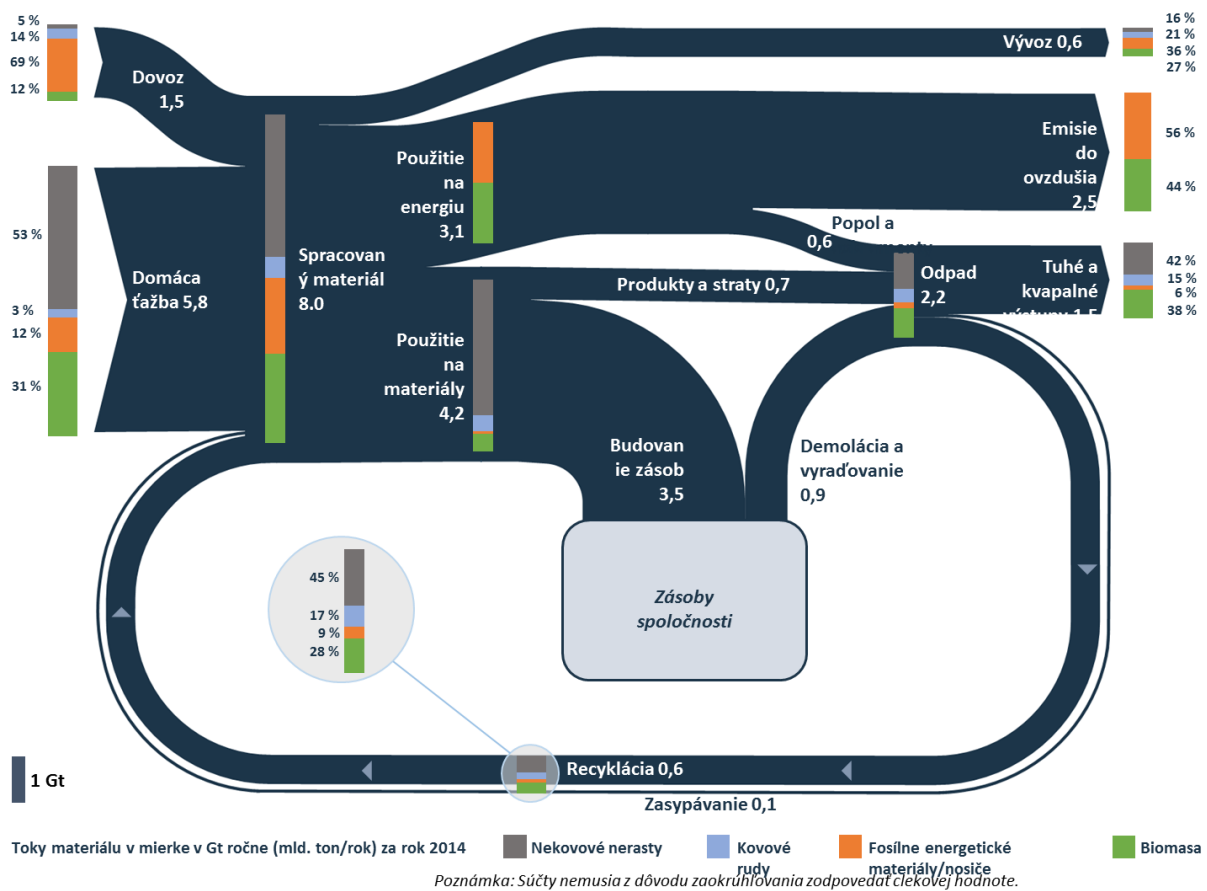 5 %
14 %
69 %
12 %
Dovoz
1,5
Vývoz 0,6
16 %
21 %
36 %
27 %
53 %
3 %
12 %
31 %
Domáca
ťažba 5,8
Spracovan
ý materiál
8.0
Použitie
na
energiu
3,1
Emisie
do
ovzdušia
2,5
56 %
44 %
Popol a
0,6
Produkty a straty 0,7
Odpad
2,2
Tuhé a
kvapalné
výstupy 1,5
42 %
15 %
6 %
38 %
Použitie
na
materiály
4,2
Budovan
ie zásob
3,5
Demolácia a
vyraďovanie
0,9
Zásoby
spoločnosti
45 %
17 %
9 %
28 %
Recyklácia 0,6
Zasypávanie 0,1
1 Gt
Toky materiálu v mierke v Gt ročne (mld. ton/rok) za rok 2014
Nekovové nerasty
Kovové
rudy
Fosílne energetické
materiály/nosiče
Biomasa
Poznámka: Súčty nemusia z dôvodu zaokrúhľovania zodpovedať clekovej hodnote.